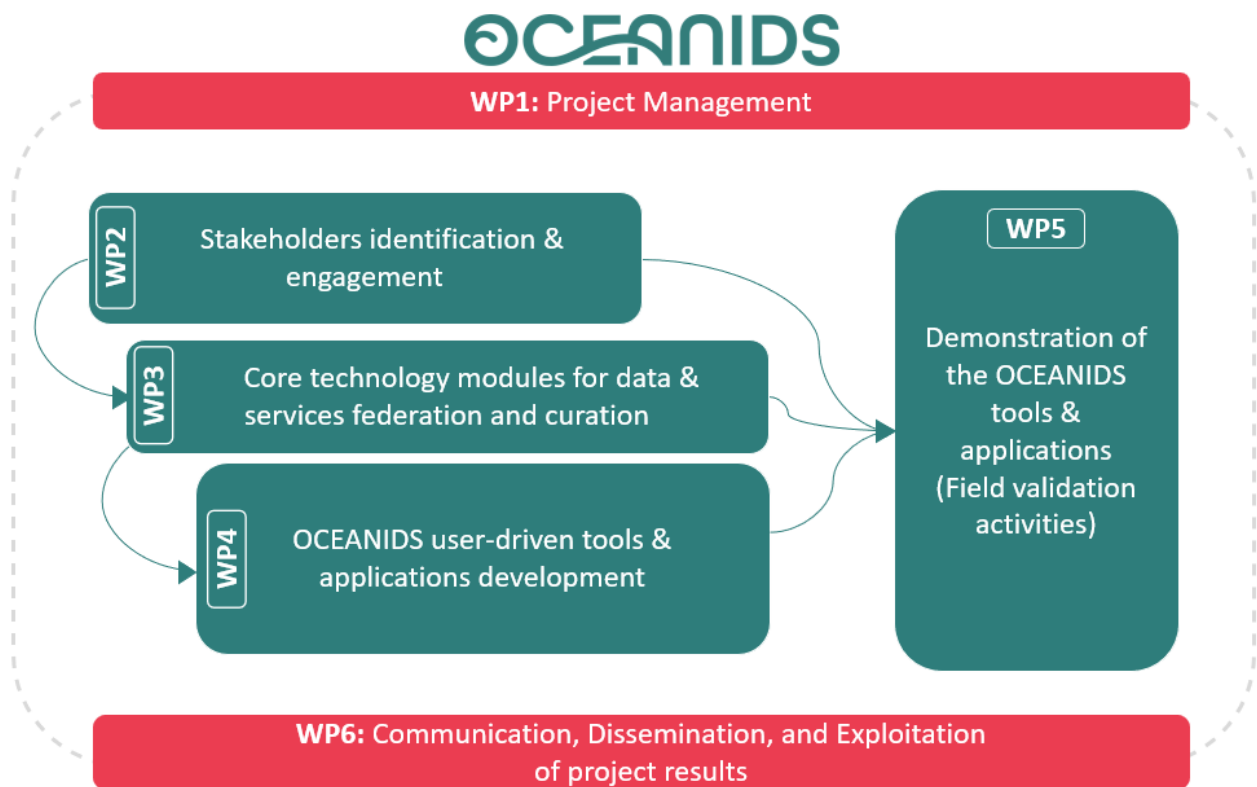 OCEANIDS
WP1: Project Management
WP2
Stakeholders identification &
engagement
WP3
Core technology modules for data &
services federation and curation
WP4
OCEANIDS user-driven tools &
applications development
WP5
Demonstration of
the OCEANIDS
tools &
applications
(Field validation
activities)
WP6: Communication, Dissemination, and Exploitation
of project results